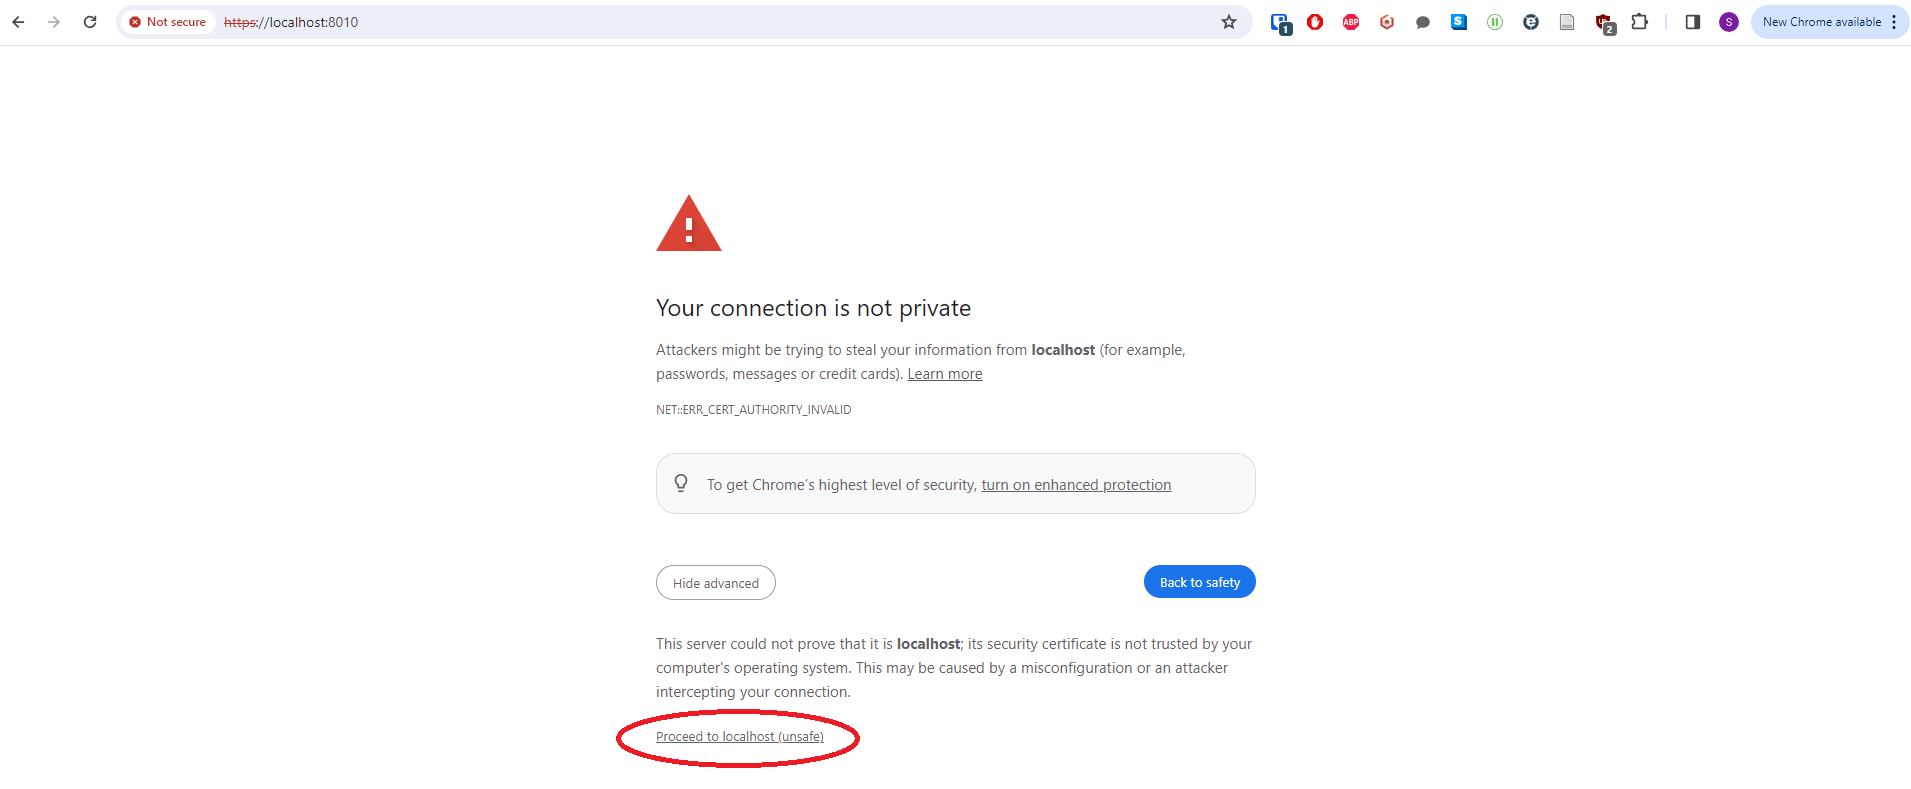 Not secure https://localhost:8010 1 ABP S 2 S New Chrome available
Your connection is not private
Attackers might be trying to steal your information from localhost (for example,
passwords, messages or credit cards). Learn more
NET::ERR_CERT_AUTHORITY_INVALID
To get Chrome’s highest level of security, turn on enhanced protection
Hide advanced Back to safety
This server could not prove that it is localhost; its security certificate is not trusted by your
computer's operating system. This may be caused by a misconfiguration or an attacker
intercepting your connection.
Proceed to localhost (unsafe)